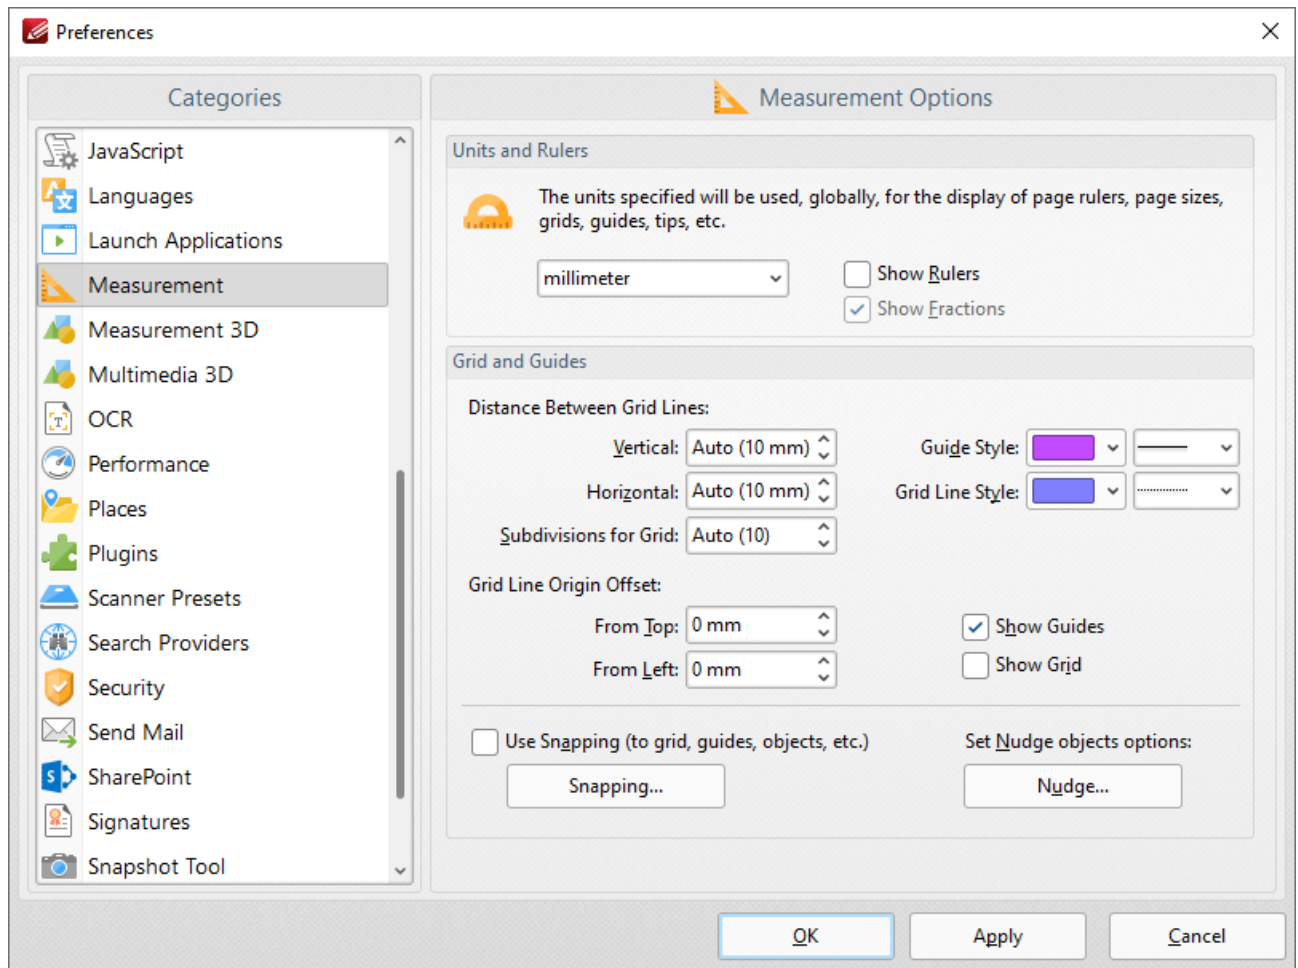 Preferences
Categories
JavaScript
Languages
Launch Applications
Measurement
Measurement 3D
Multimedia 3D
OCR
Performance
Places
Plugins
Scanner Presets
Search Providers
Security
Send Mail
SharePoint
Signatures
Snapshot Tool
Measurement Options
Units and Rulers
The units specified will be used, globally, for the display of page rulers, page sizes,
grids, guides, tips, etc.
millimeter
Show Rulers
Show Fractions
Grid and Guides
Distance Between Grid Lines:
Vertical: Auto (10 mm)
Guide Style:
Horizontal: Auto (10 mm)
Grid Line Style:
Subdivisions for Grid: Auto (10)
Grid Line Origin Offset:
From Top: 0 mm
Show Guides
From Left: 0 mm
Show Grid
Use Snapping (to grid, guides, objects, etc.)
Set Nudge objects options:
Snapping...
Nudge...
OK
Apply
Cancel